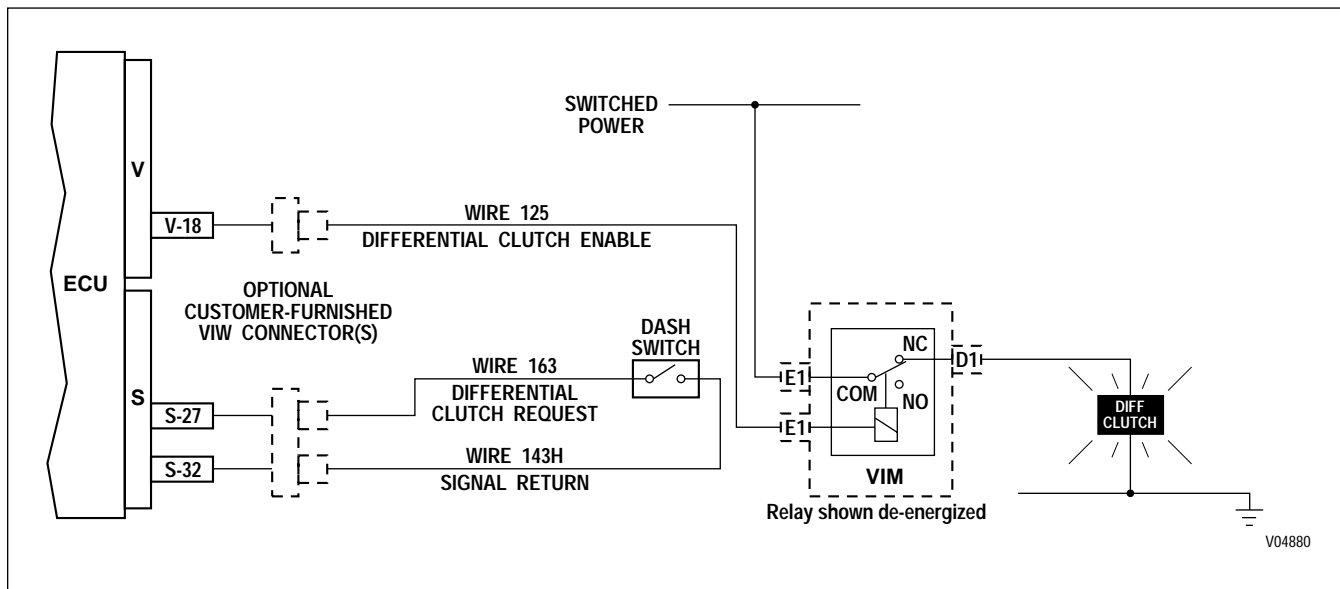 SWITCHED
POWER
V
V-18
WIRE 125
DIFFERENTIAL CLUTCH ENABLE
ECU
OPTIONAL
CUSTOMER-FURNISHED
VIW CONNECTOR(S)
DASH
SWITCH
WIRE 163
DIFFERENTIAL
CLUTCH REQUEST
S
S-27
S-32
WIRE 143H
SIGNAL RETURN
E1
E1
COM
NC
NO
D1
VIM
Relay shown de-energized
DIFF
CLUTCH
V04880